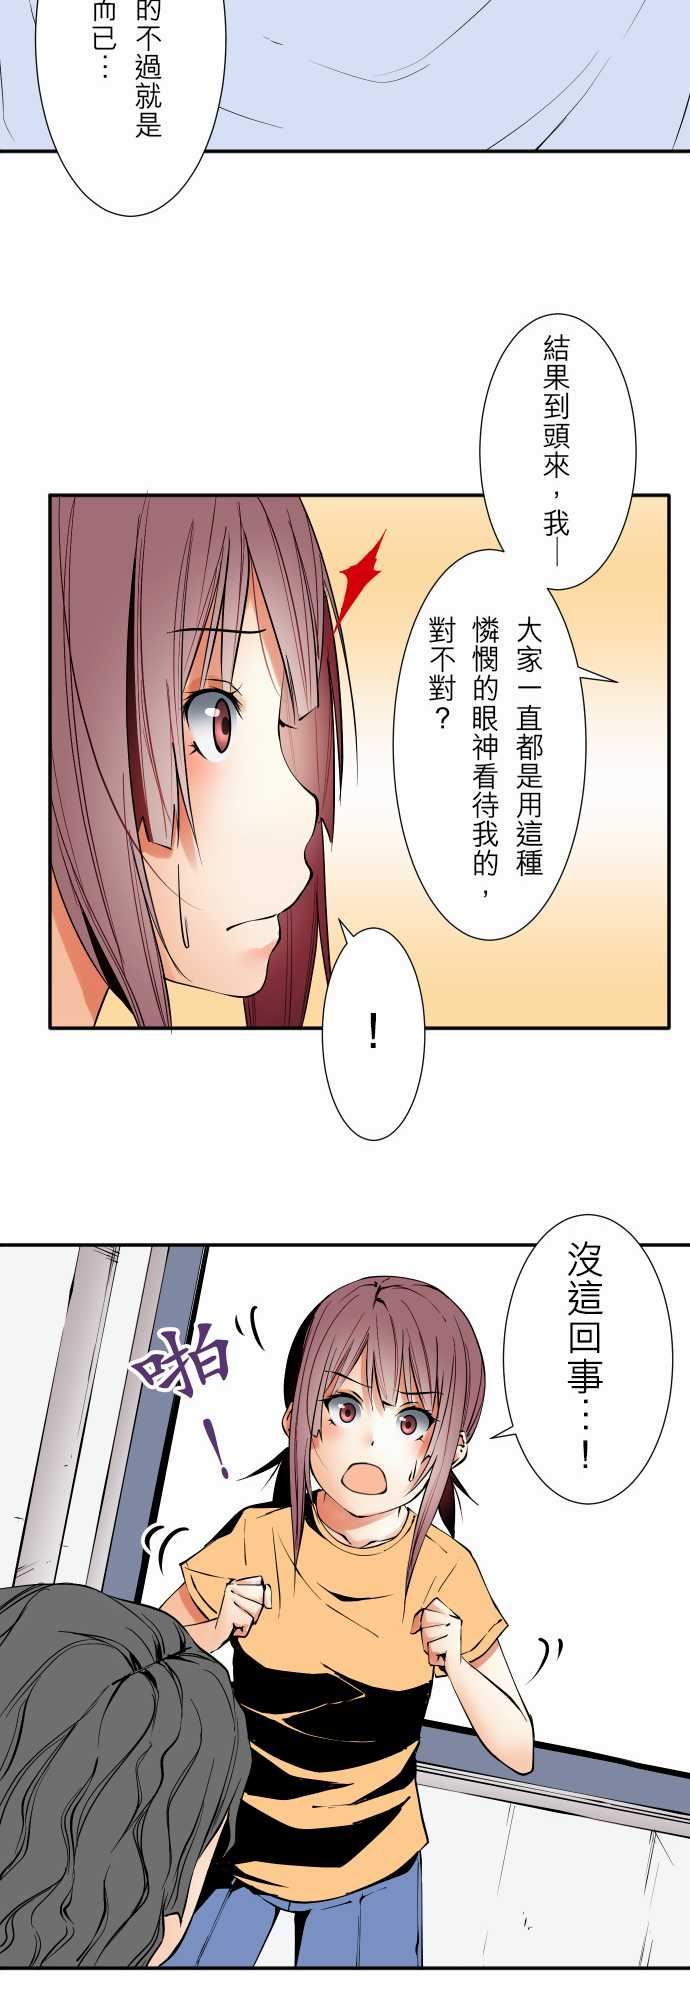 的不過就是
而已…
結果到頭來，我—
大家一直都是用這種
憐憫的眼神看待我的，
對不對？
！
沒這回事…！
啪！